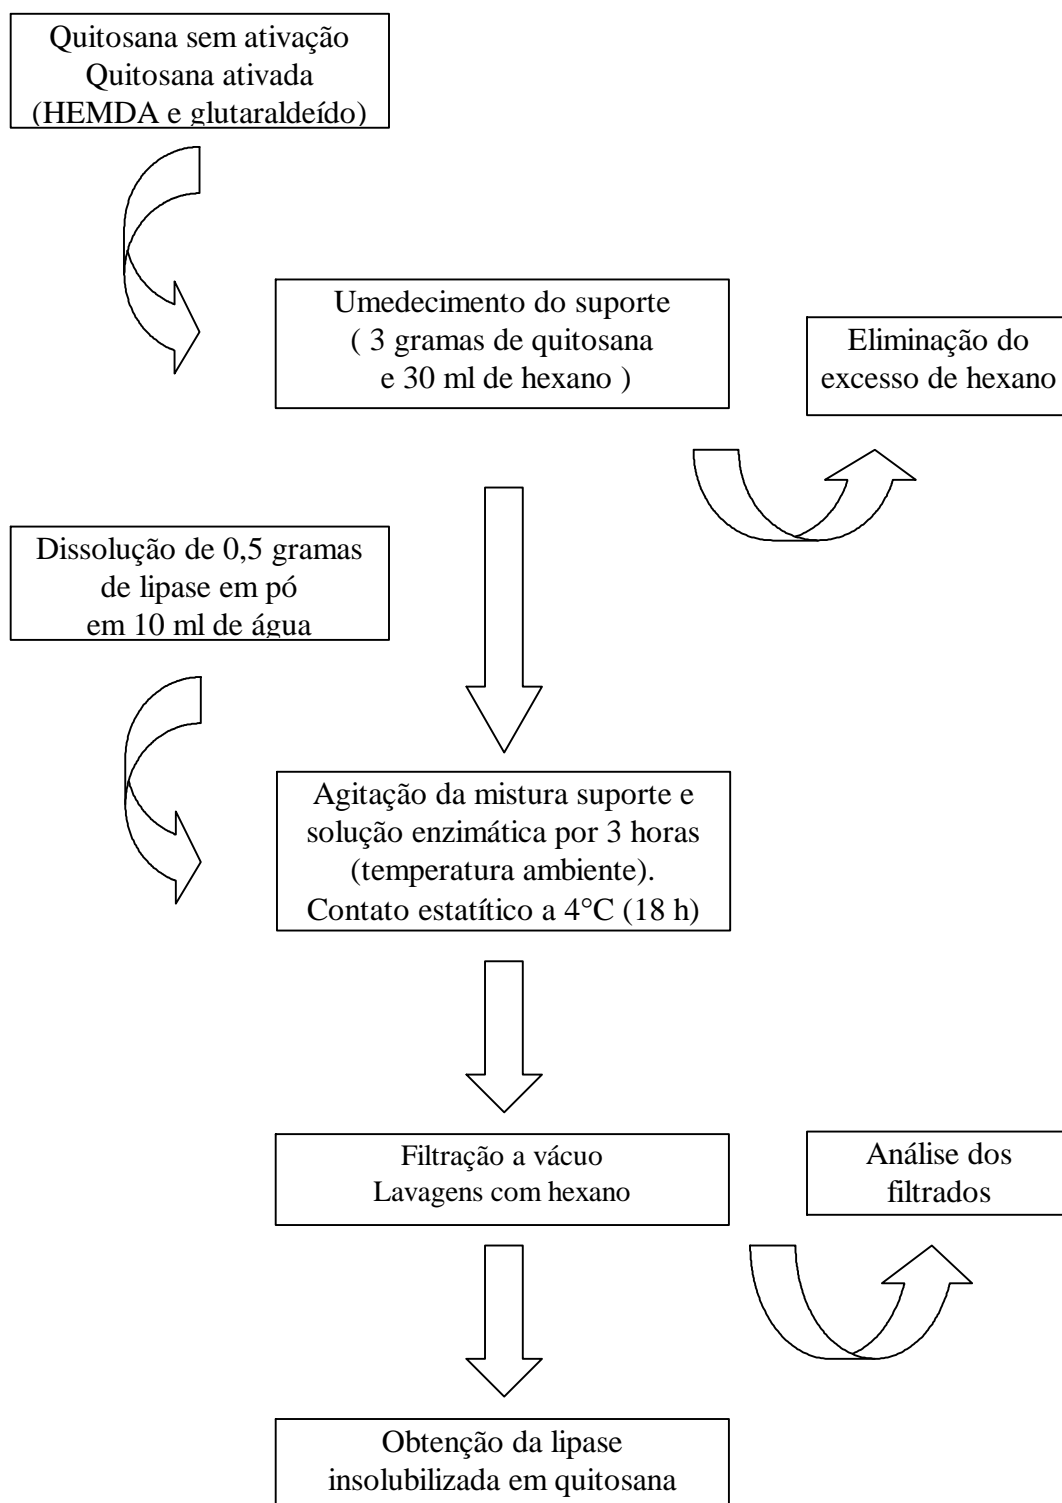 Quitosana sem ativação
Quitosana ativada
(HEMDA e glutaraldeído)
Umedecimento do suporte
( 3 gramas de quitosana
e 30 ml de hexano )
Eliminação do
excesso de hexano
Dissolução de 0,5 gramas
de lipase em pó
em 10 ml de água
Agitação da mistura suporte e
solução enzimática por 3 horas
(temperatura ambiente).
Contato estatítico a 4°C (18 h)
Filtração a vácuo
Lavagens com hexano
Análise dos
filtrados
Obtenção da lipase
insolubilizada em quitosana